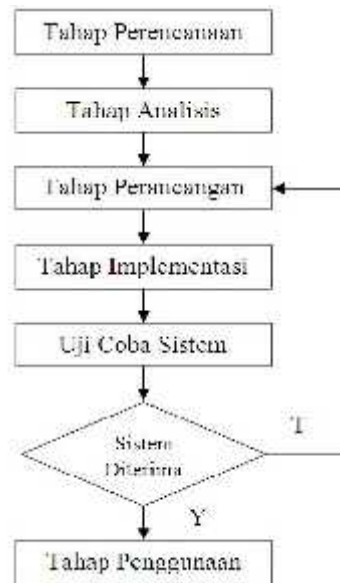 Tahap Perencanaan
Tahap Analisis
Tahap Perancangan
Tahap Implementasi
Uji Coba Sistem
Sistem
Diterima
T
Y
Tahap Penggunaan